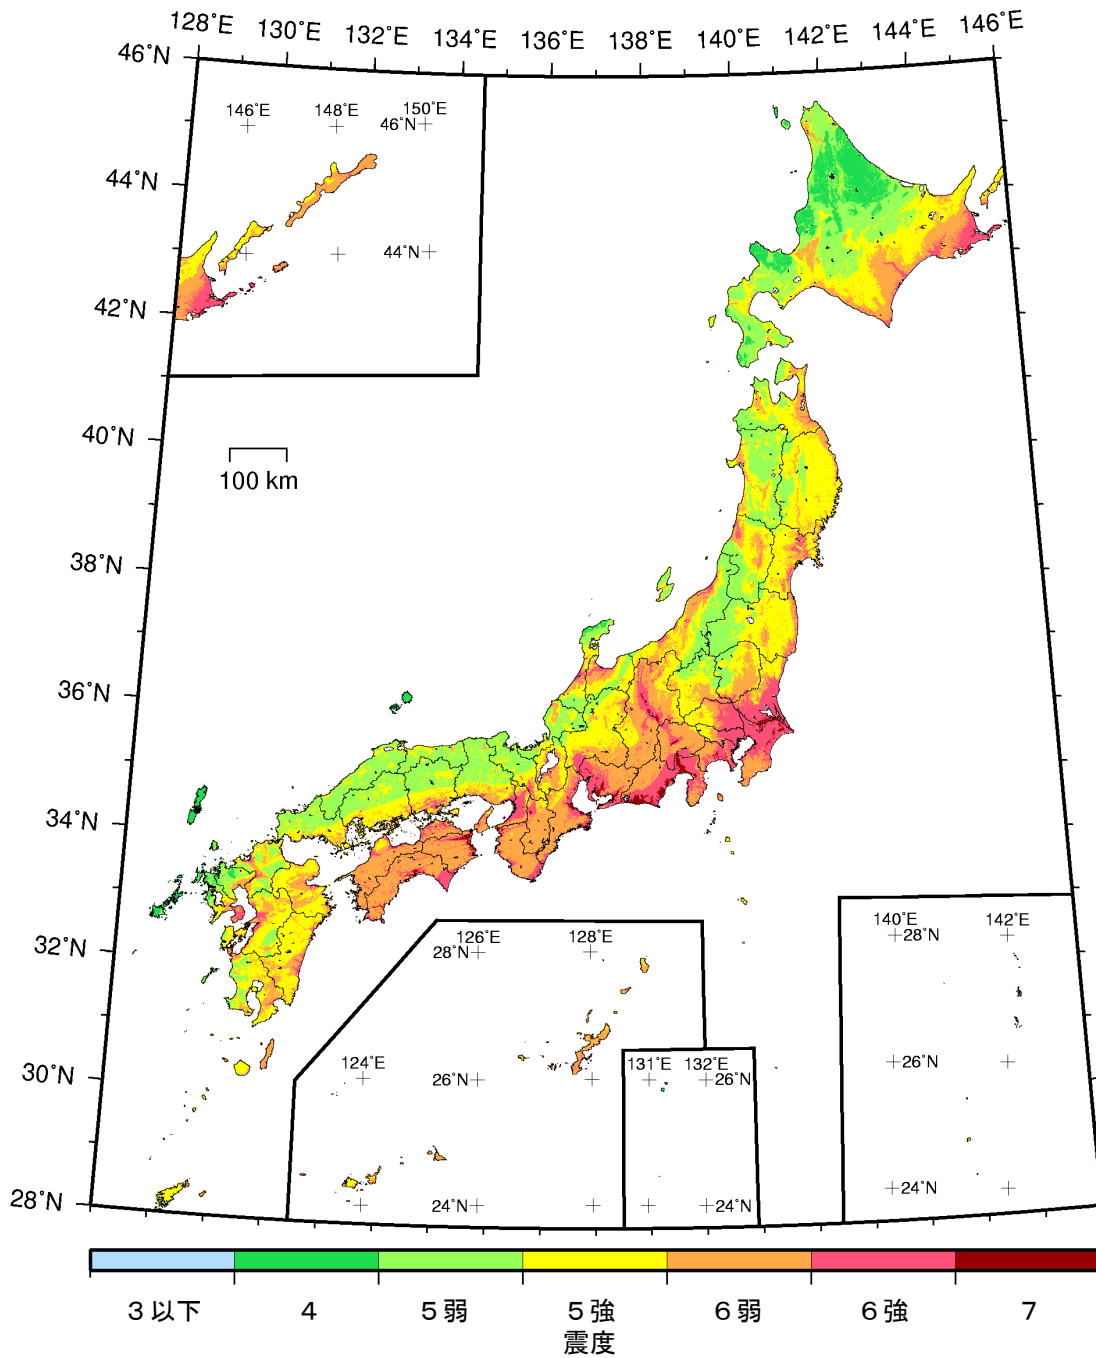 128°E 130°E 132°E 134°E 136°E 138°E 140°E 142°E 144°E 146°E
46°N
146°E 148°E 150°E
46°N
44°N
44°N
42°N
40°N
100 km
38°N
36°N
34°N
32°N
126°E 128°E
28°N
140°E 142°E
28°N
30°N
124°E
26°N
131°E 132°E
26°N
26°N
28°N
24°N
24°N
24°N
3以下 4 5弱 5強 6弱 6強 7
震度